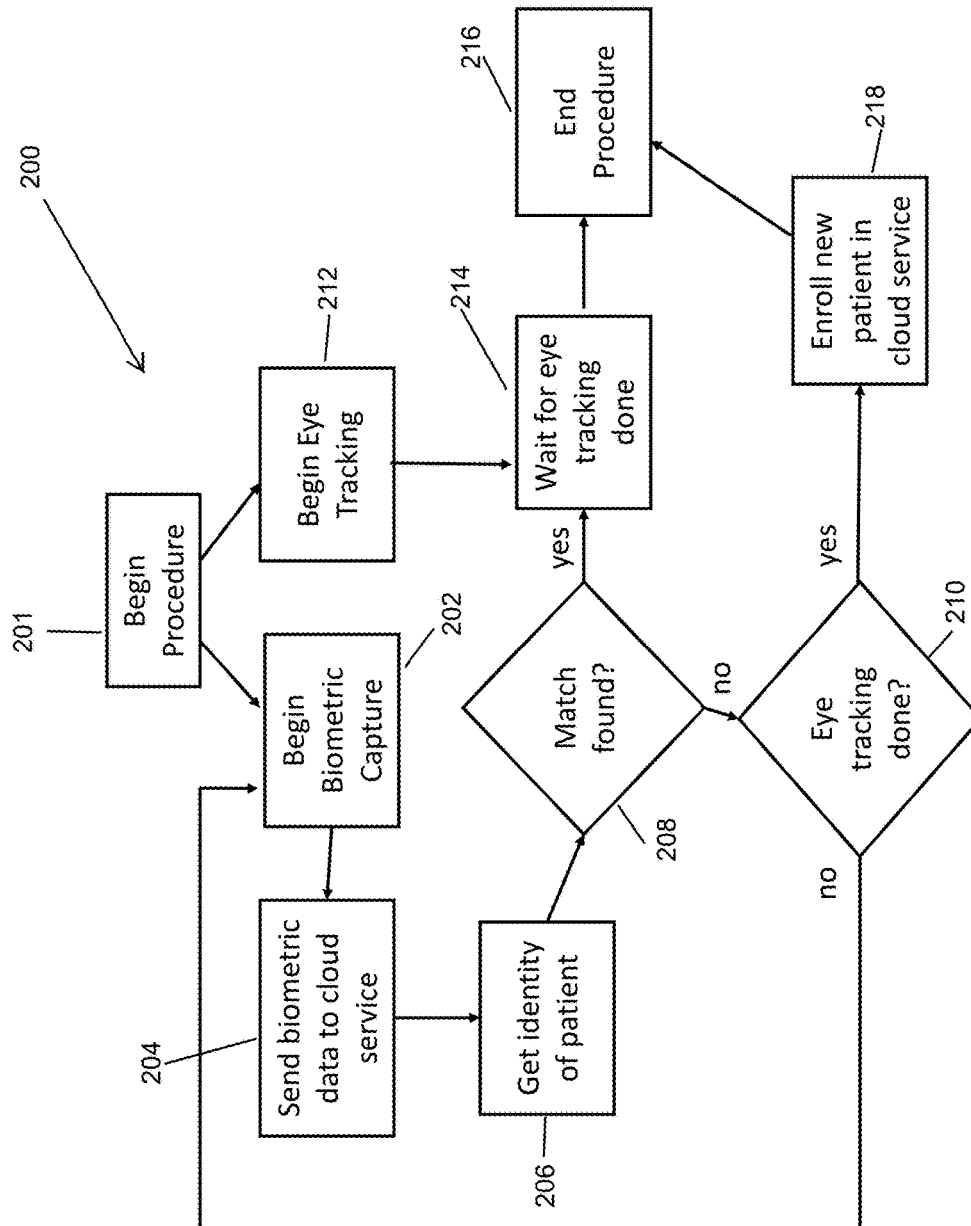 200
201
Begin
Procedure
202
Begin
Biometric
Capture
212
Begin Eye
Tracking
204
Send biometric
data to cloud
service
206
Get identity
of patient
208
Match
found?
yes
no
214
Wait for eye
tracking
done
216
End
Procedure
210
Eye
tracking
done?
yes
no
218
Enroll new
patient in
cloud service